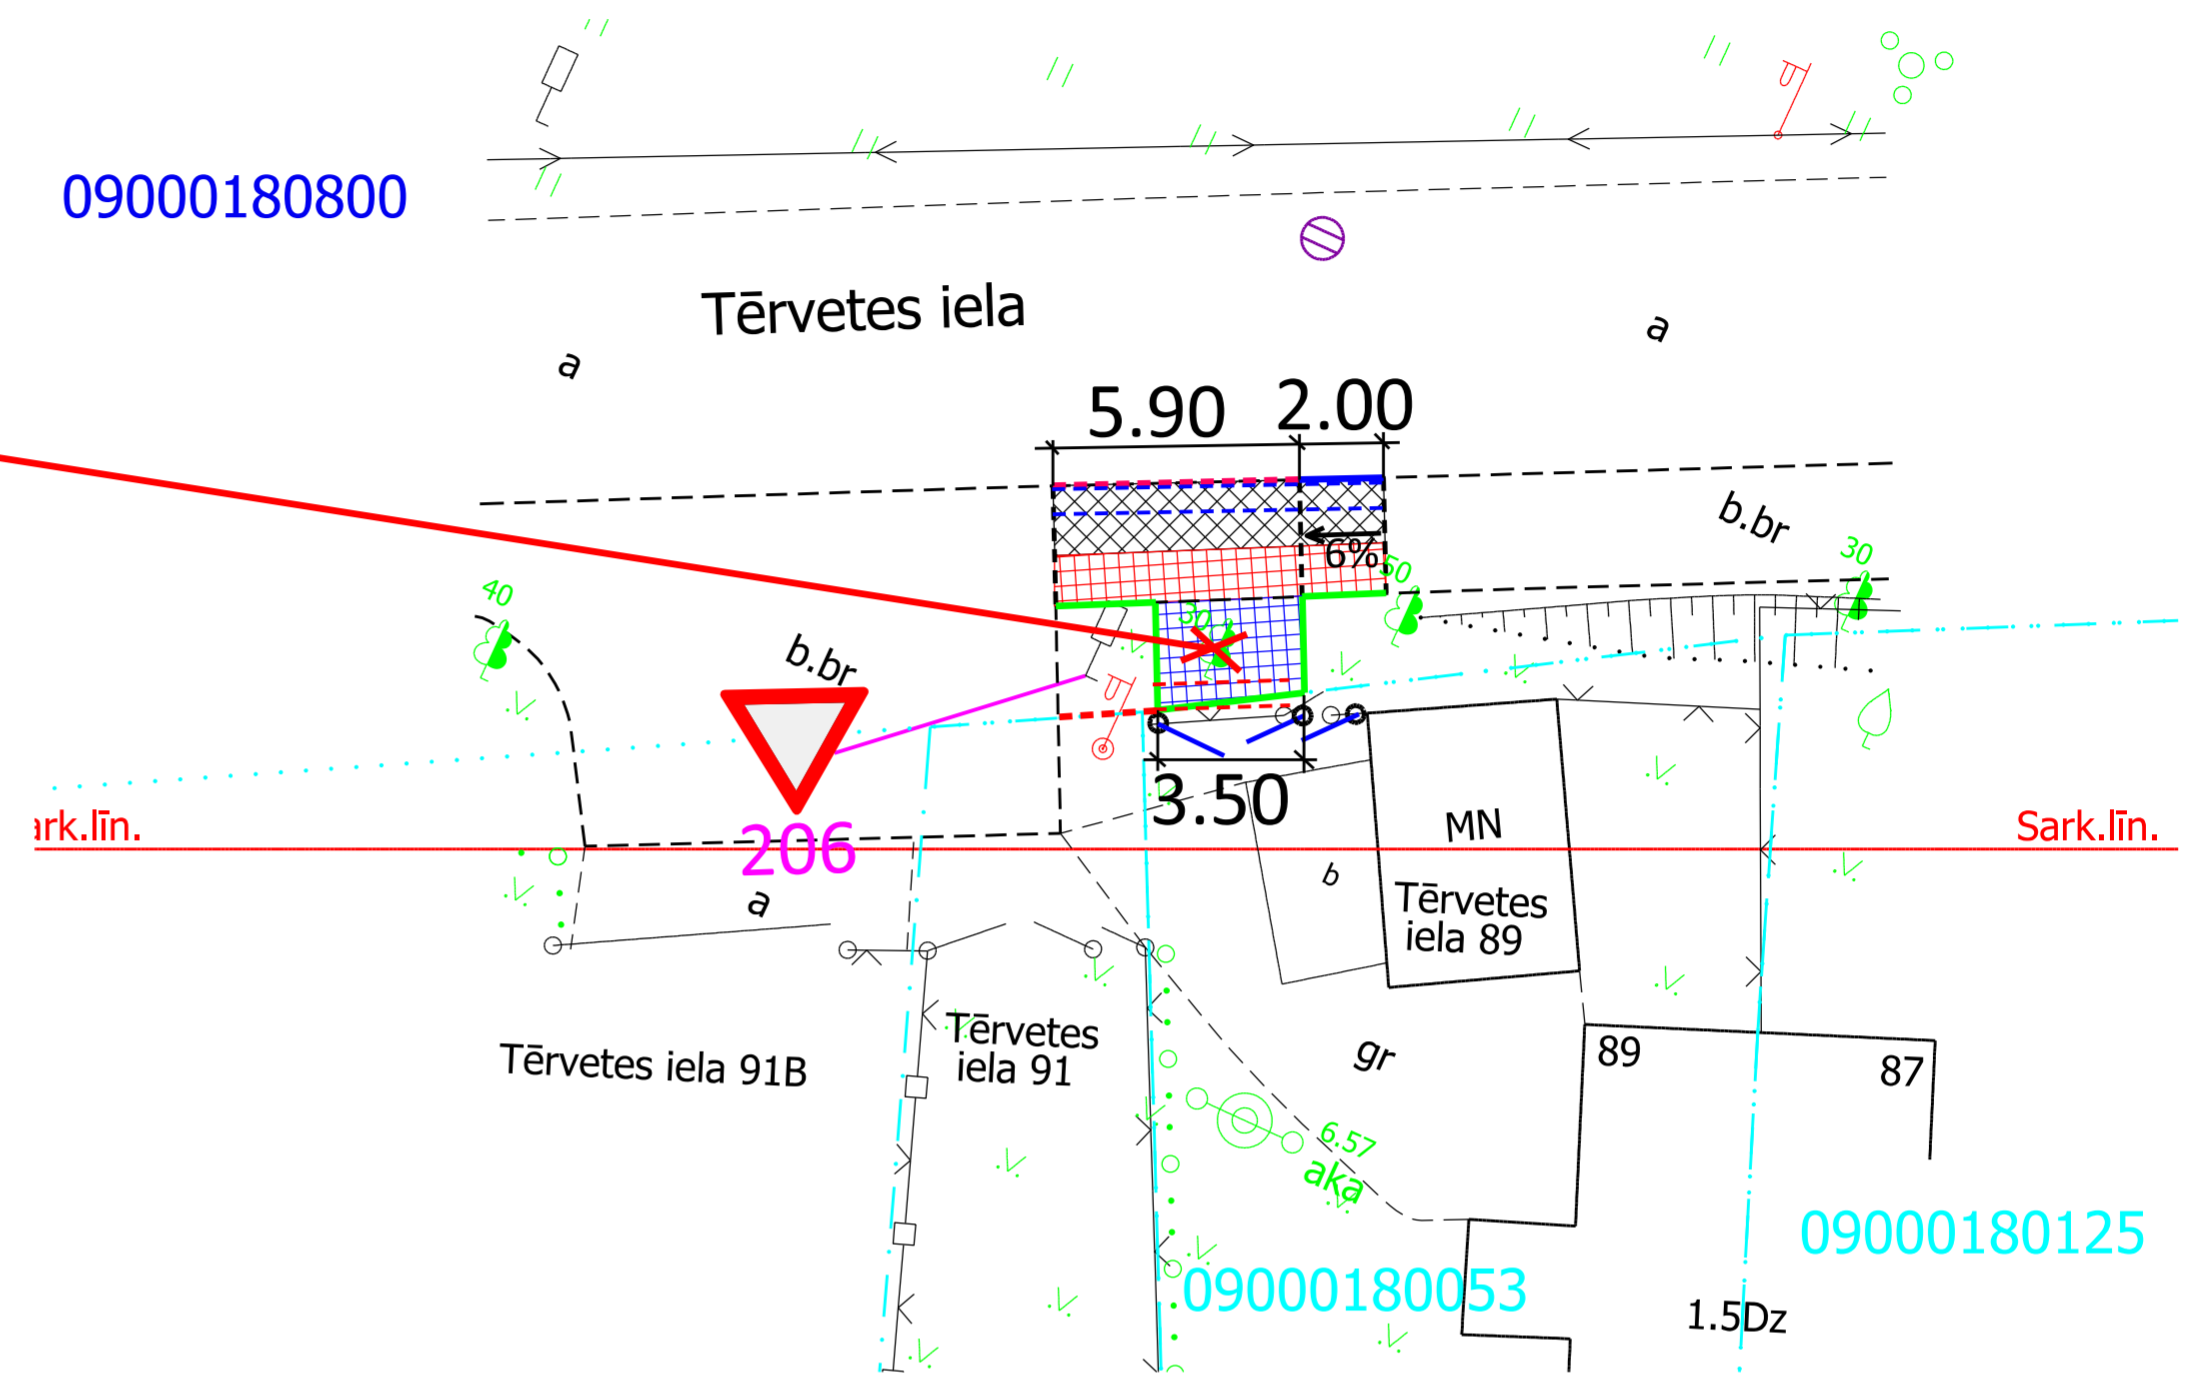 09000180800
Tērvetes iela
a
a
5.90
2.00
b.br
6%
50
30
40
30
b.br
206
3.50
Sark.līn.
ark.līn.
MN
b
Tērvetes
iela 89
a
Tērvetes iela 91B
Tērvetes
iela 91
gr
89
87
6.57
aka
09000180125
09000180053
1.5Dz